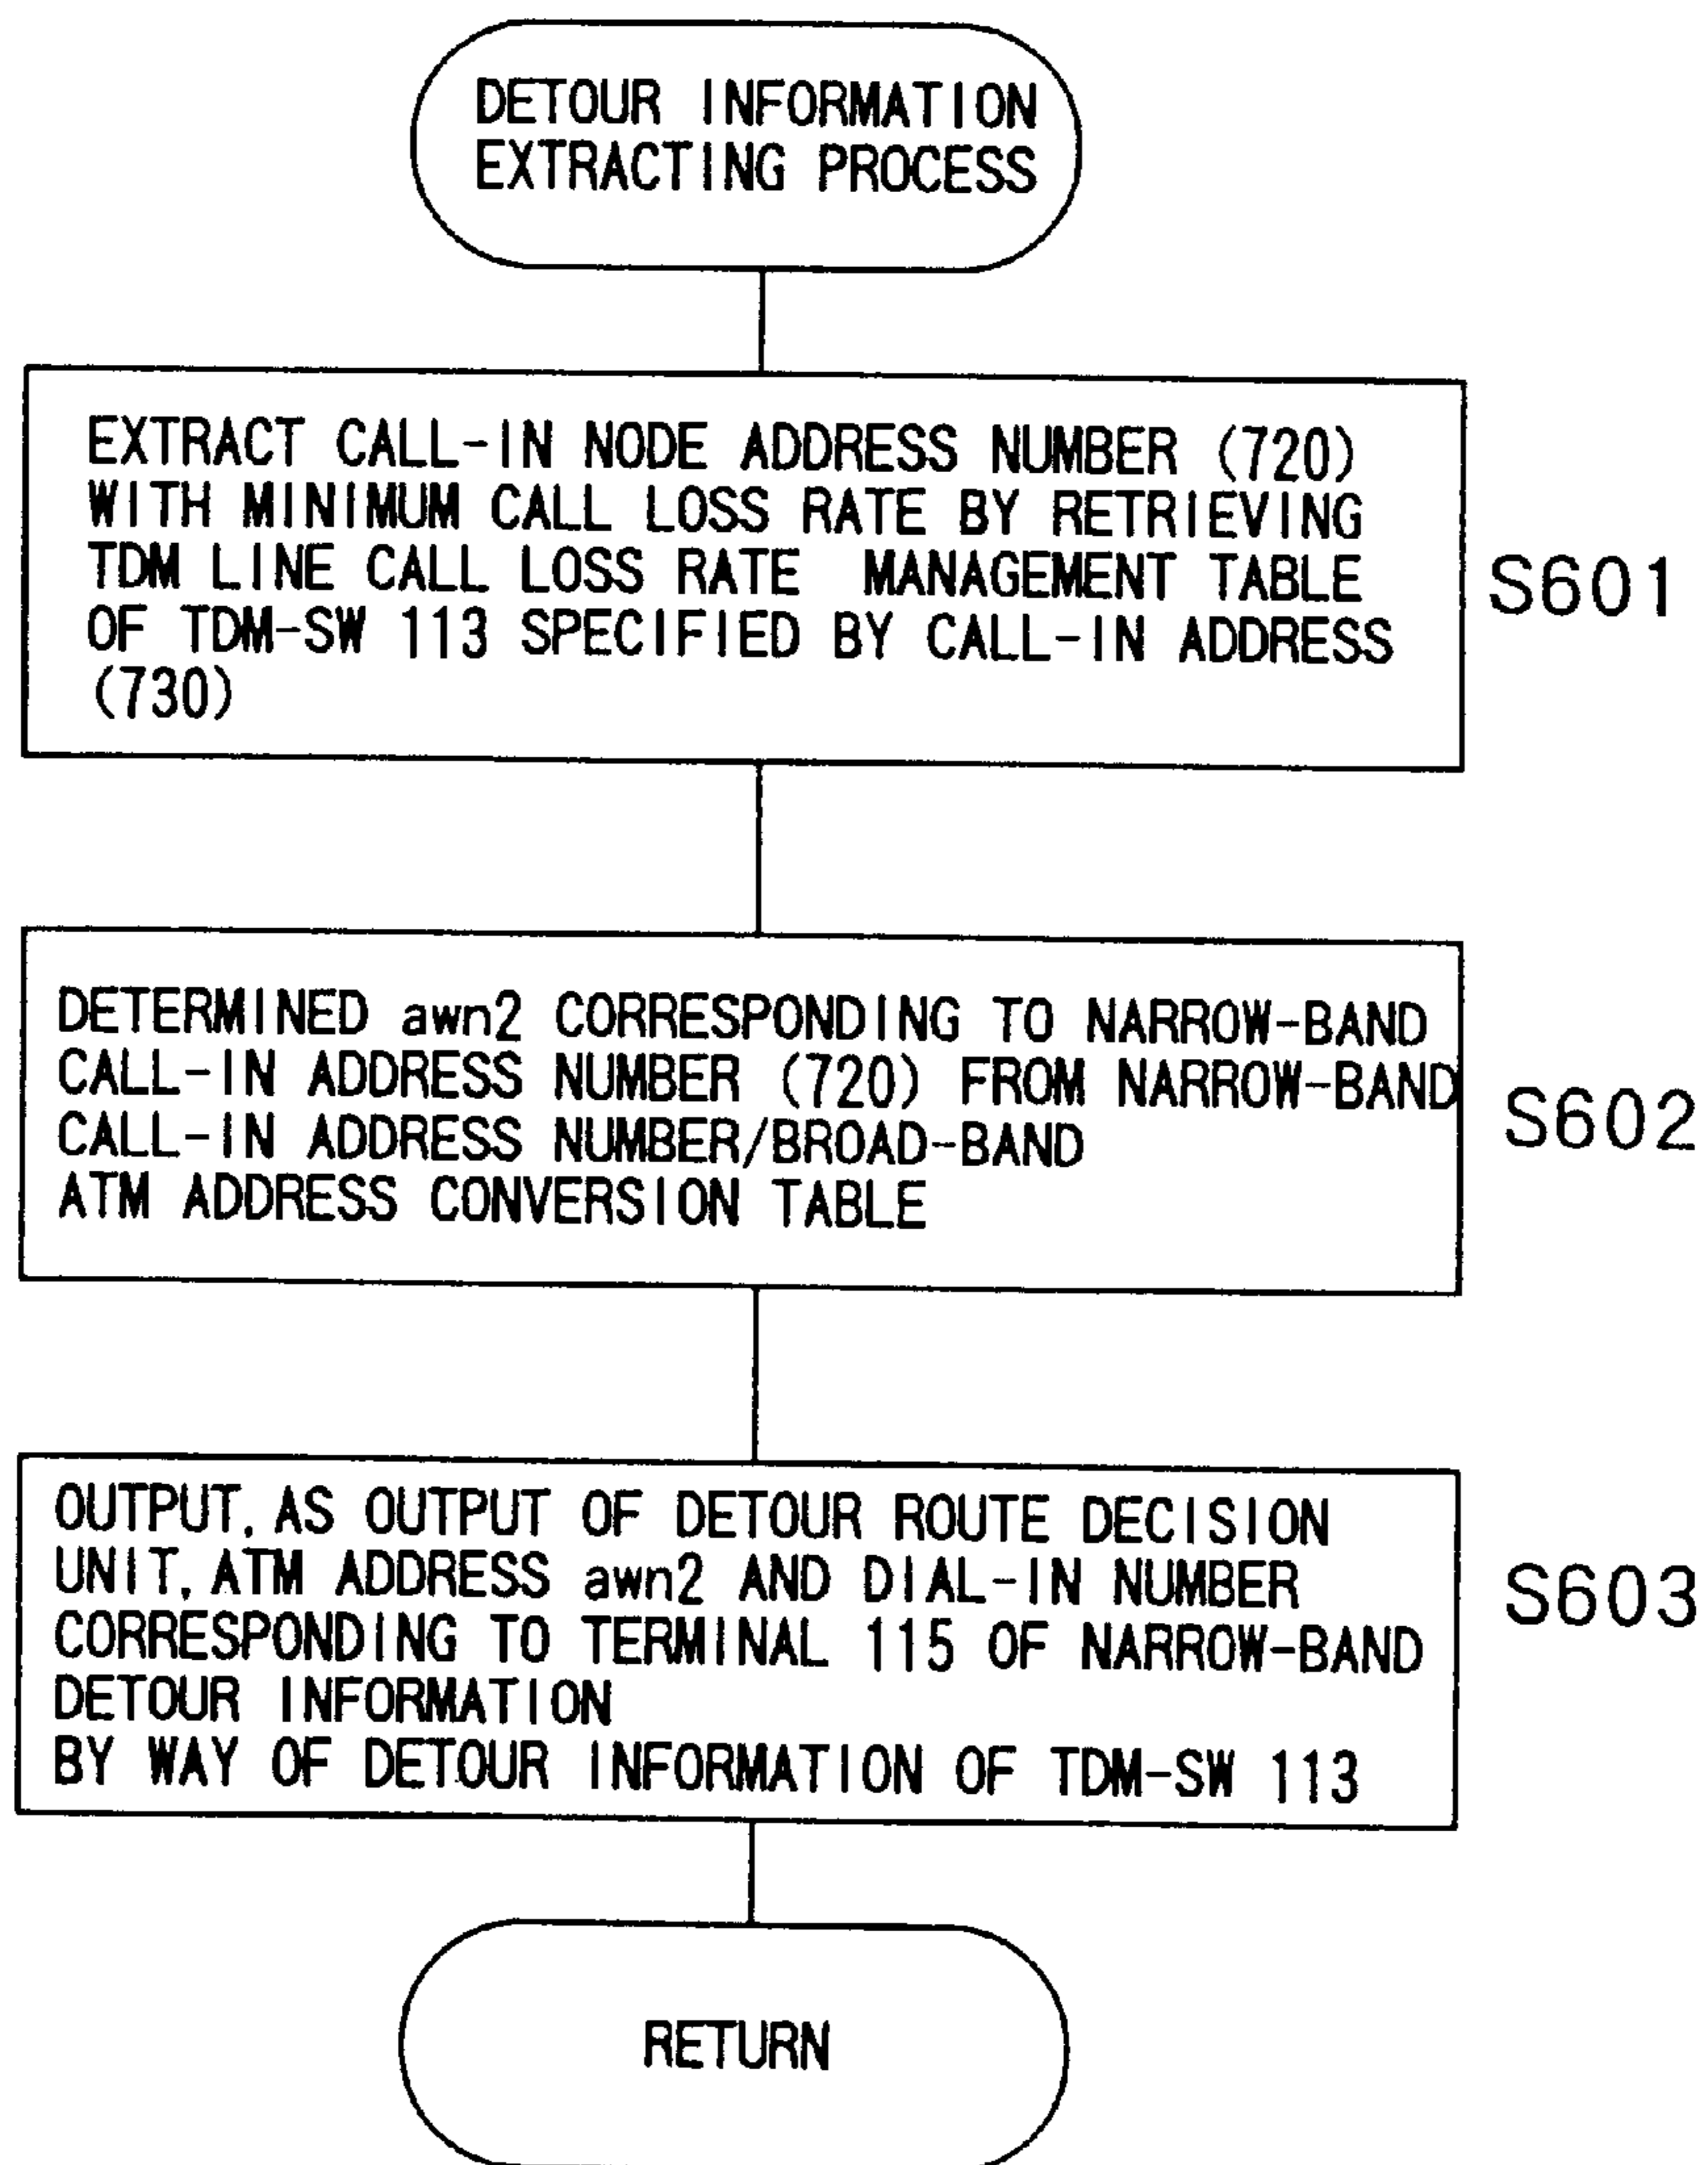 DETOUR INFORMATION
EXTRACTING PROCESS
EXTRACT CALL-IN NODE ADDRESS NUMBER (720)
WITH MINIMUM CALL LOSS RATE BY RETRIEVING
TDM LINE CALL LOSS RATE MANAGEMENT TABLE
OF TDM-SW 113 SPECIFIED BY CALL-IN ADDRESS
(730)
S601
DETERMINED awn2 CORRESPONDING TO NARROW-BAND
CALL-IN ADDRESS NUMBER (720) FROM NARROW-BAND
CALL-IN ADDRESS NUMBER/BROAD-BAND
ATM ADDRESS CONVERSION TABLE
S602
OUTPUT, AS OUTPUT OF DETOUR ROUTE DECISION
UNIT, ATM ADDRESS awn2 AND DIAL-IN NUMBER
CORRESPONDING TO TERMINAL 115 OF NARROW-BAND
DETOUR INFORMATION
BY WAY OF DETOUR INFORMATION OF TDM-SW 113
S603
RETURN